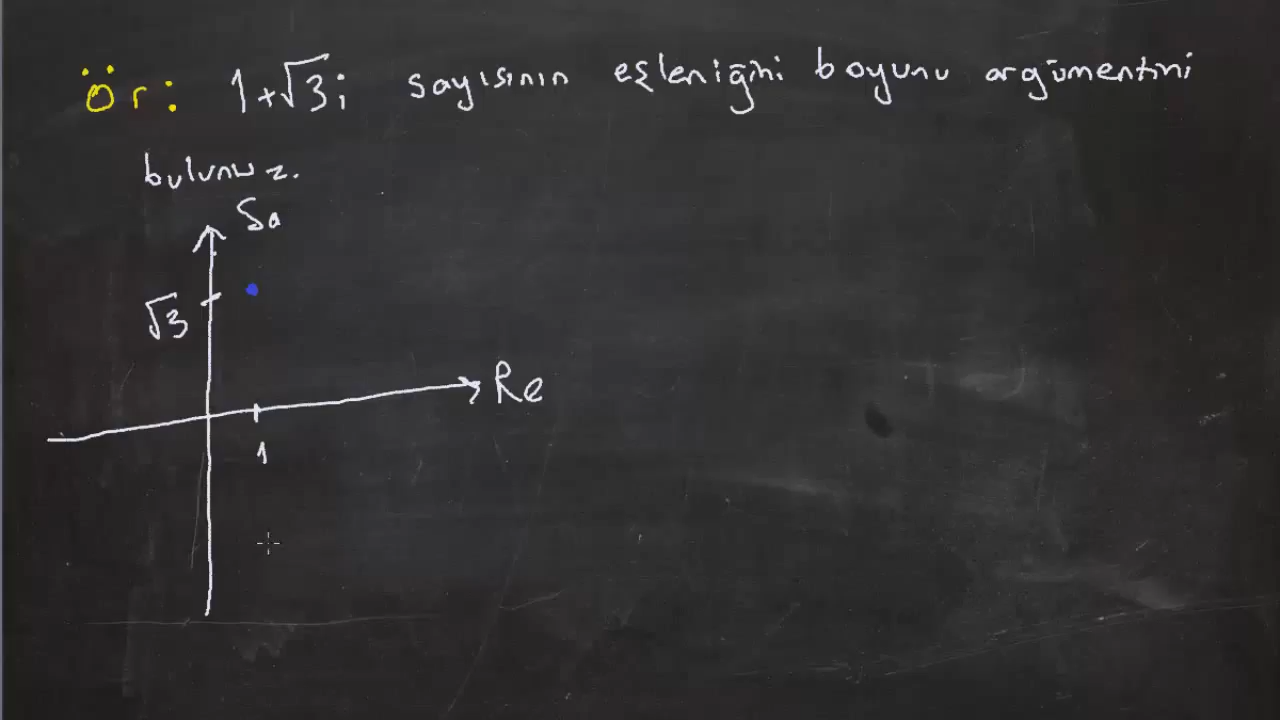 Ör: 1+√3i sayısının eşleniğini boyunu argümentini
bulunuz.
Sa
√3
Re
1